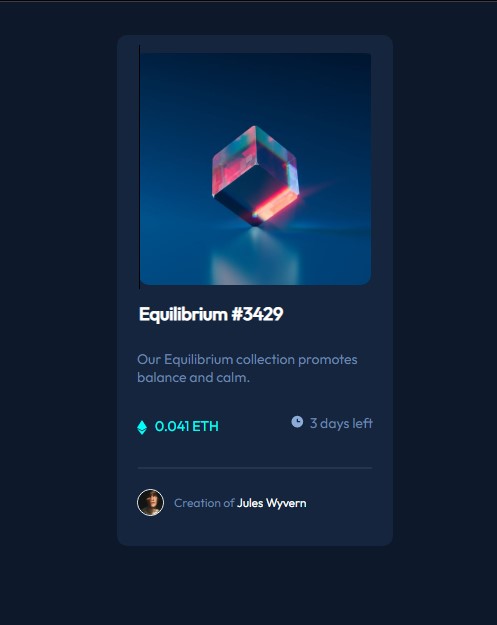 Equilibrium #3429
Our Equilibrium collection promotes
balance and calm.
0.041 ETH
3 days left
Creation of Jules Wyvern